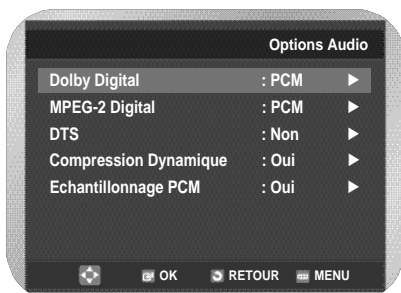 Options Audio
Dolby Digital : PCM ▶
MPEG-2 Digital : PCM ▶
DTS : Non ▶
Compression Dynamique : Oui ▶
Echantillonnage PCM : Oui ▶
OK RETOUR MENU